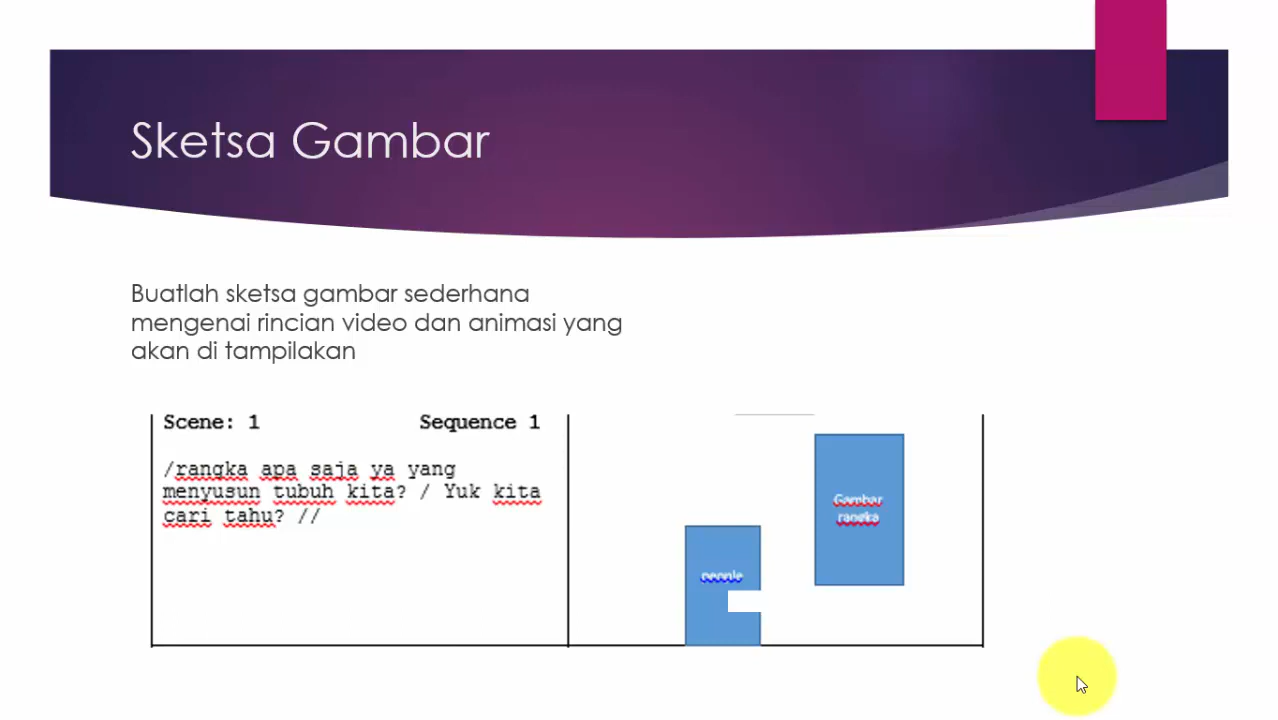 Sketsa Gambar
Buatlah sketsa gambar sederhana
mengenai rincian video dan animasi yang
akan di tampilakan
Scene: 1 Sequence 1
/rangka apa saja ya yang
menyusun tubuh kita? / Yuk kita
cari tahu? //
Gambar
rangka
people